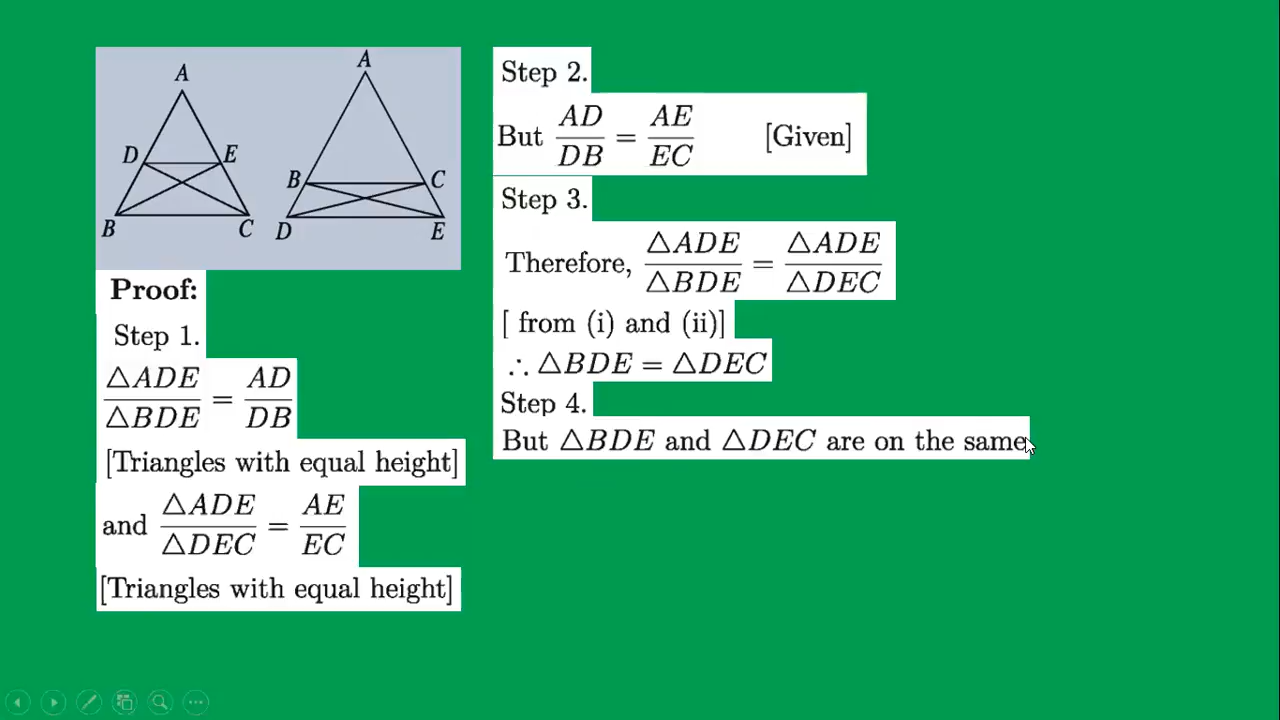 A
D E
B C
A
B C
D E
Proof:
Step 1.
△ADE/△BDE = AD/DB
[Triangles with equal height]
and △ADE/△DEC = AE/EC
[Triangles with equal height]
Step 2.
But AD/DB = AE/EC [Given]
Step 3.
Therefore, △ADE/△BDE = △ADE/△DEC
[ from (i) and (ii)]
∴ △BDE = △DEC
Step 4.
But △BDE and △DEC are on the same